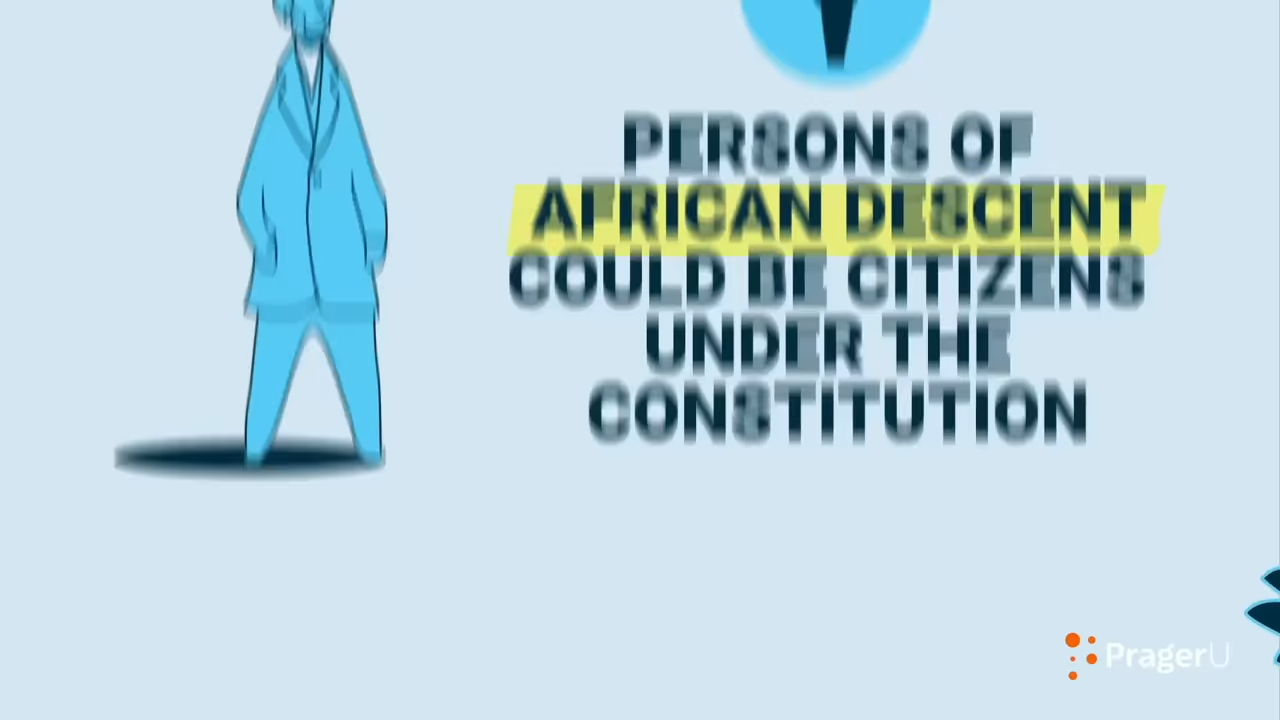 PERSONS OF
AFRICAN DESCENT
COULD BE CITIZENS
UNDER THE
CONSTITUTION
PragerU